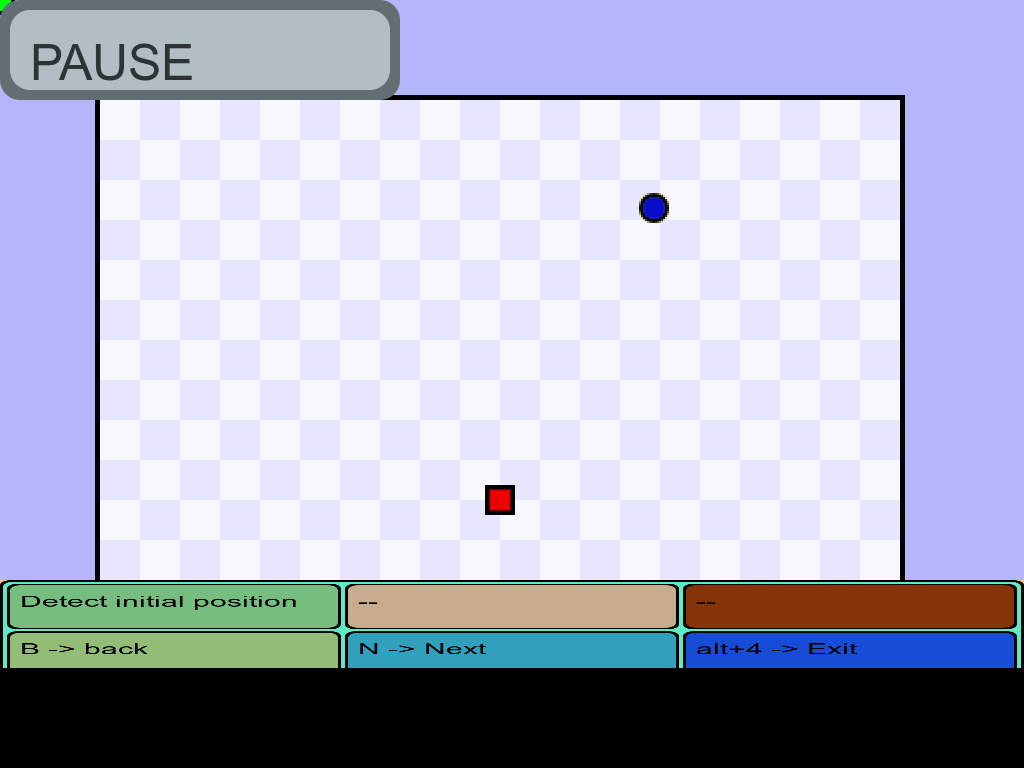 PAUSE
Detect initial position
--
--
B -> back
N -> Next
alt+4 -> Exit